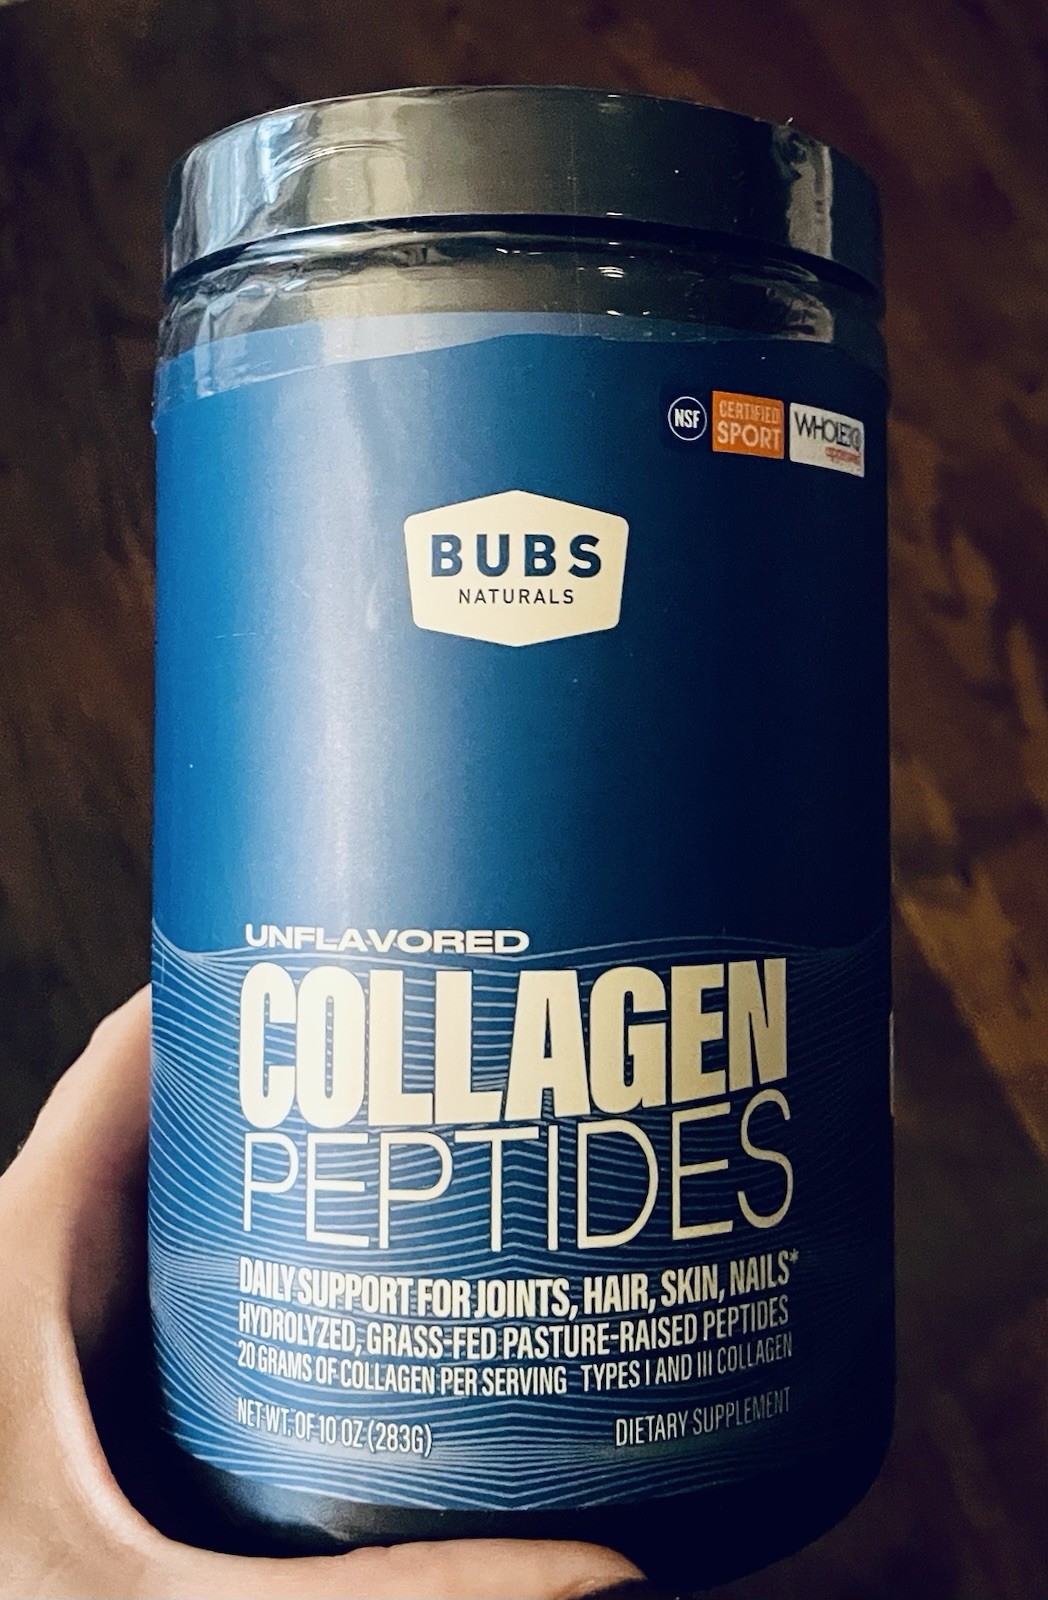 NSF
CERTIFIED
SPORT
WHOLE30
approved
BUBS
NATURALS
UNFLAVORED
COLLAGEN
PEPTIDES
DAILY SUPPORT FOR JOINTS, HAIR, SKIN, NAILS*
HYDROLYZED, GRASS-FED PASTURE-RAISED PEPTIDES
20 GRAMS OF COLLAGEN PER SERVING TYPES I AND III COLLAGEN
NET WT. OF 10 OZ (283G) DIETARY SUPPLEMENT